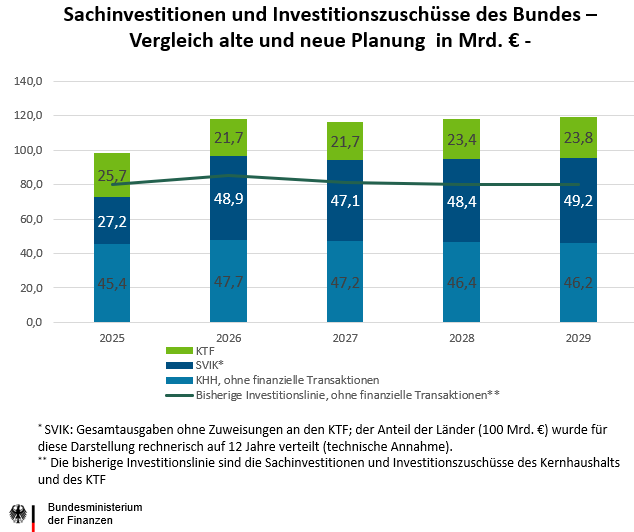 Sachinvestitionen und Investitionszuschüsse des Bundes –
Vergleich alte und neue Planung  in Mrd. € -
140,0
120,0
100,0
80,0
60,0
40,0
20,0
0,0
25,7
21,7
21,7
23,4
23,8
27,2
48,9
47,1
48,4
49,2
45,4
47,7
47,2
46,4
46,2
2025
2026
2027
2028
2029
KTF
SVIK*
KHH, ohne finanzielle Transaktionen
Bisherige Investitionslinie, ohne finanzielle Transaktionen**
* SVIK: Gesamtausgaben ohne Zuweisungen an den KTF; der Anteil der Länder (100 Mrd. €) wurde für
diese Darstellung rechnerisch auf 12 Jahre verteilt (technische Annahme).
** Die bisherige Investitionslinie sind die Sachinvestitionen und Investitionszuschüsse des Kernhaushalts
und des KTF
Bundesministerium
der Finanzen